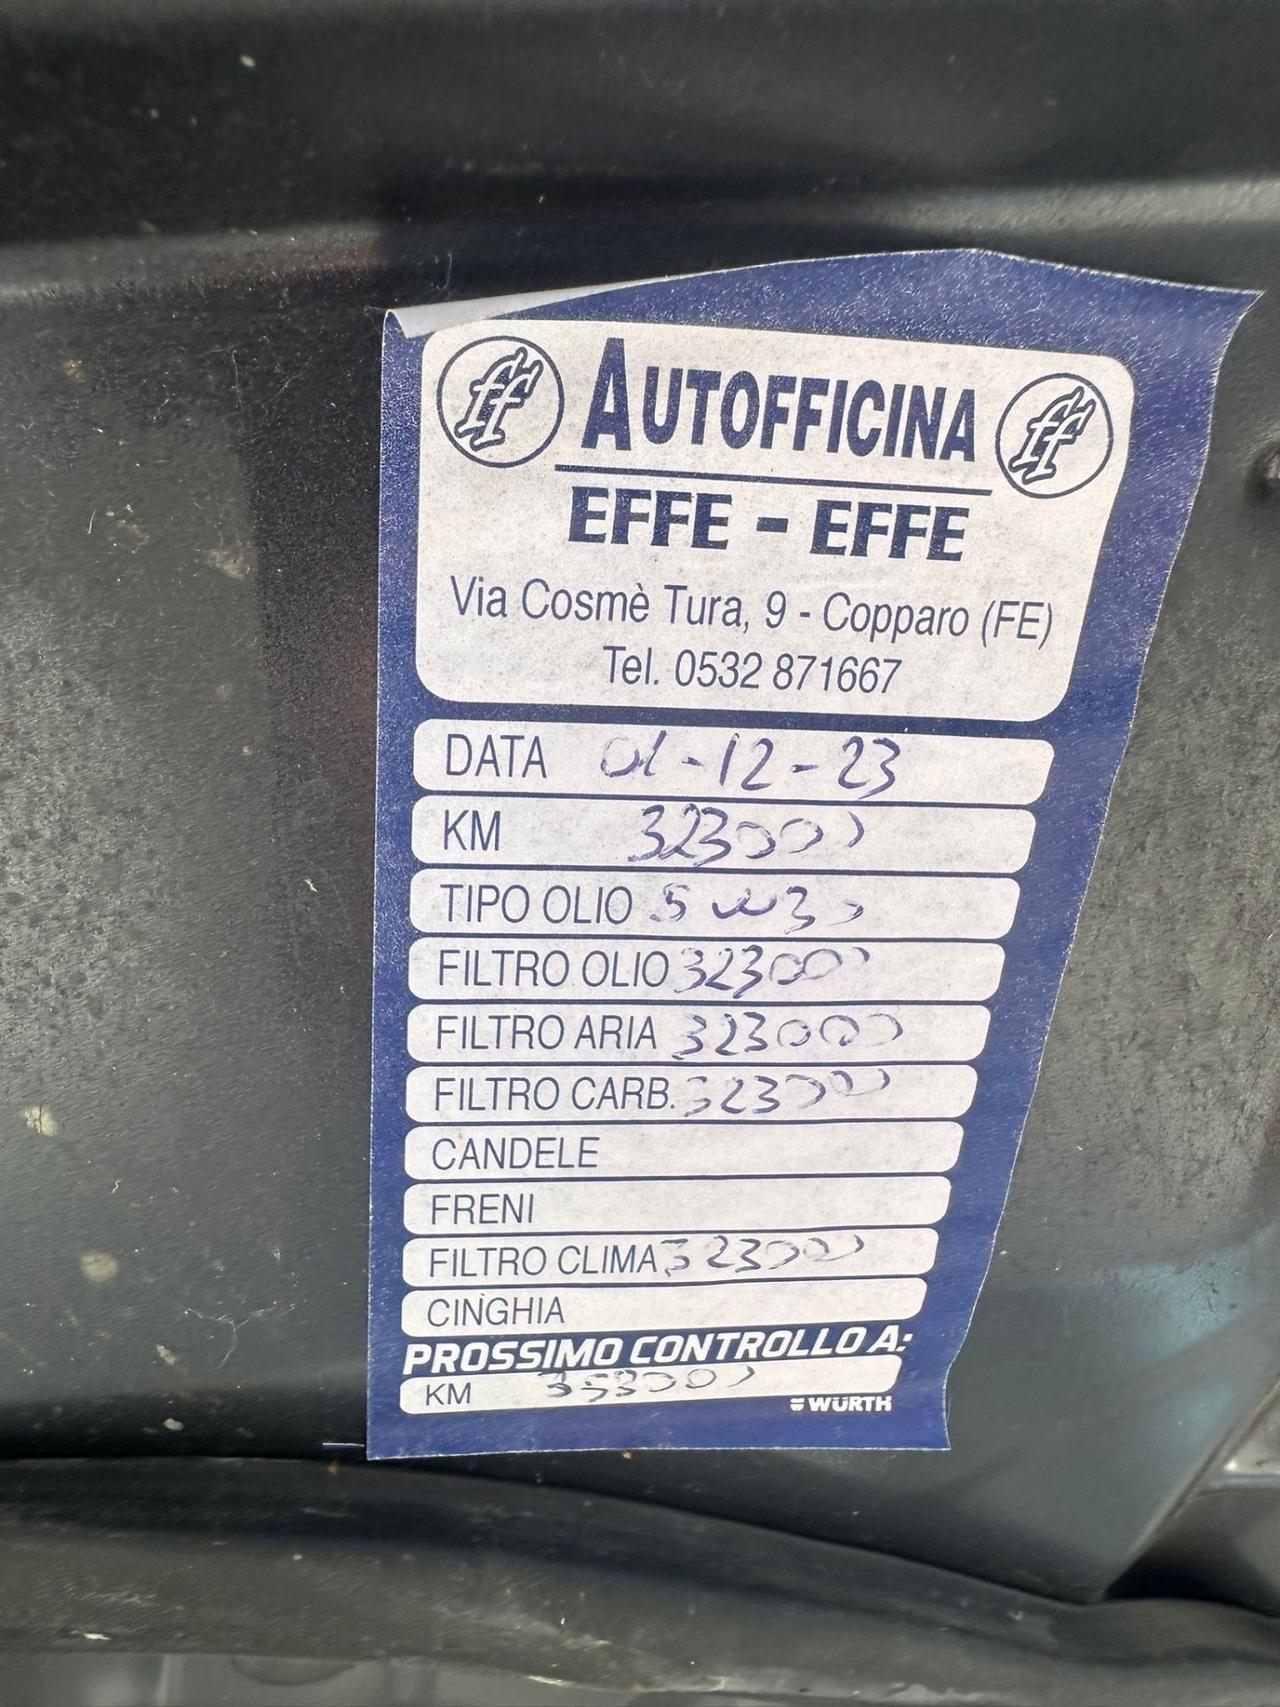 ff AUTOFFICINA ff
EFFE - EFFE
Via Cosmè Tura, 9 - Copparo (FE)
Tel. 0532 871667
DATA 01-12-23
KM 323000
TIPO OLIO 5W30
FILTRO OLIO 323000
FILTRO ARIA 323000
FILTRO CARB. 323000
CANDELE
FRENI
FILTRO CLIMA 323000
CINGHIA
PROSSIMO CONTROLLO A:
KM 353000
WÜRTH